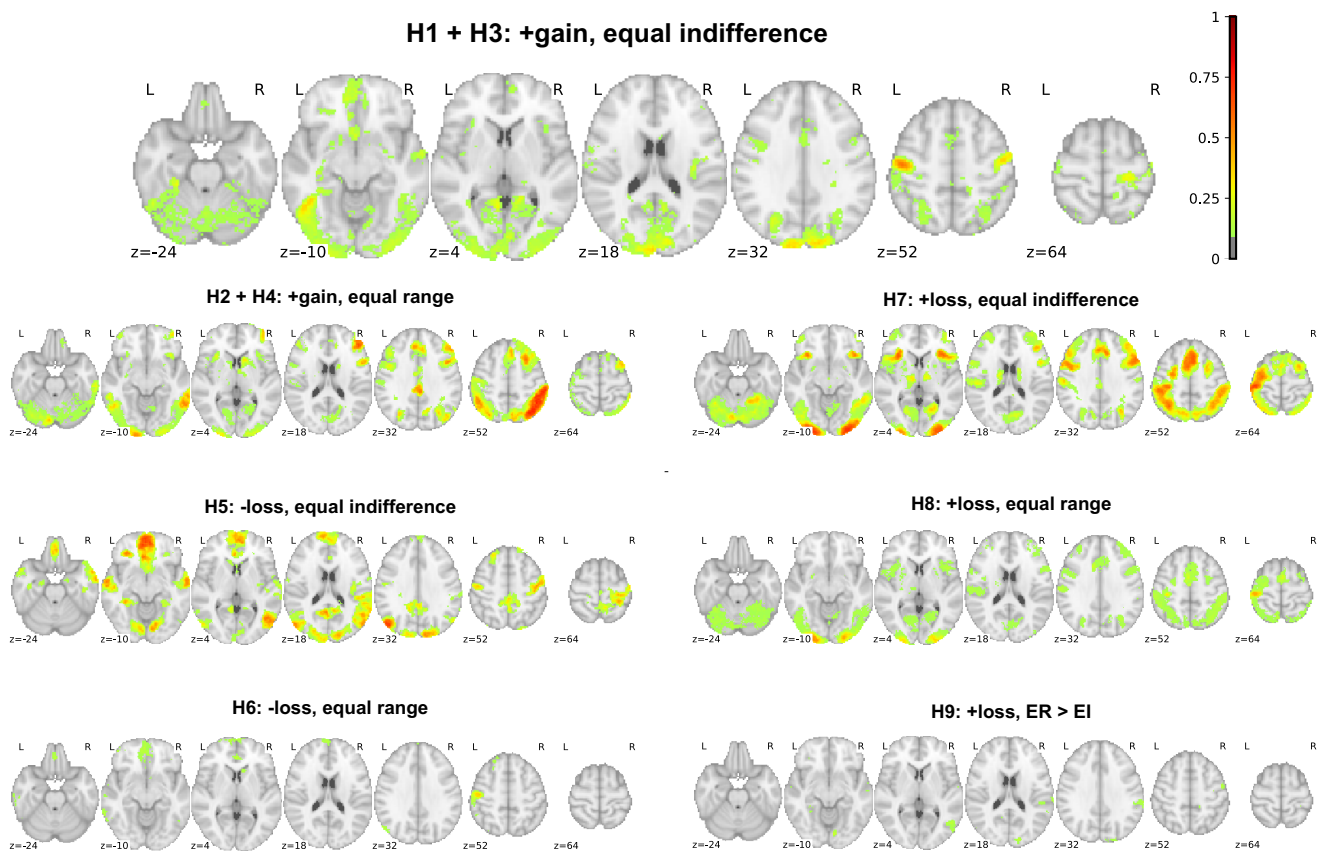 H1 + H3: +gain, equal indifference
1
0.75
0.5
0.25
0
L R L R L R
z=-24 z=-10 z=4 z=18 z=32 z=52 z=64
H2 + H4: +gain, equal range
L R L R L R
z=-24 z=-10 z=4 z=18 z=32 z=52 z=64
H7: +loss, equal indifference
L R L R L R
z=-24 z=-10 z=4 z=18 z=32 z=52 z=64
-
H5: -loss, equal indifference
L R L R L R
z=-24 z=-10 z=4 z=18 z=32 z=52 z=64
H8: +loss, equal range
L R L R L R
z=-24 z=-10 z=4 z=18 z=32 z=52 z=64
H6: -loss, equal range
L R L R L R
z=-24 z=-10 z=4 z=18 z=32 z=52 z=64
H9: +loss, ER > EI
L R L R L R
z=-24 z=-10 z=4 z=18 z=32 z=52 z=64